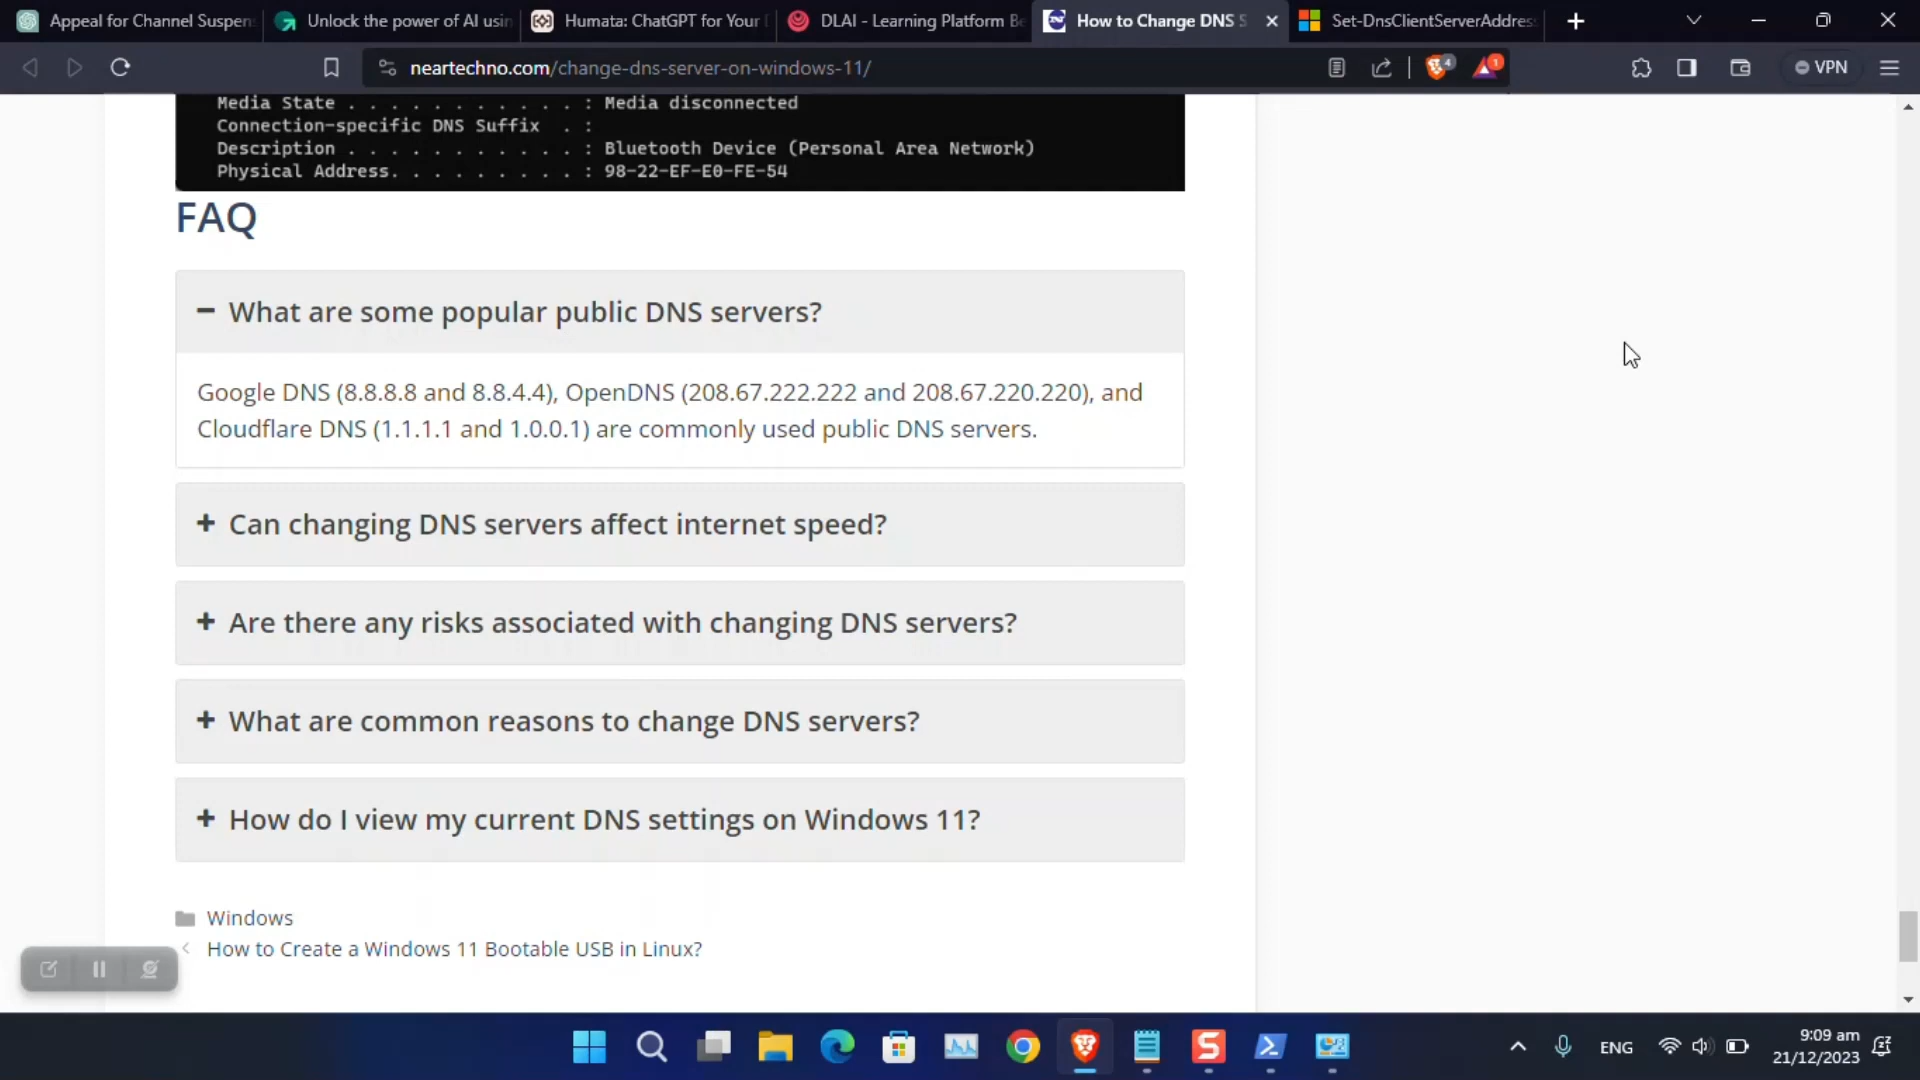 Appeal for Channel Suspen
Unlock the power of AI usin
Humata: ChatGPT for Your
DLAI - Learning Platform Be
How to Change DNS S
Set-DnsClientServerAddres
neartechno.com/change-dns-server-on-windows-11/
4
1
VPN
Media State . . . . . . . . . . . : Media disconnected
Connection-specific DNS Suffix  . :
Description . . . . . . . . . . . : Bluetooth Device (Personal Area Network)
Physical Address. . . . . . . . . : 98-22-EF-E0-FE-54
FAQ
What are some popular public DNS servers?
Google DNS (8.8.8.8 and 8.8.4.4), OpenDNS (208.67.222.222 and 208.67.220.220), and
Cloudflare DNS (1.1.1.1 and 1.0.0.1) are commonly used public DNS servers.
Can changing DNS servers affect internet speed?
Are there any risks associated with changing DNS servers?
What are common reasons to change DNS servers?
How do I view my current DNS settings on Windows 11?
Windows
How to Create a Windows 11 Bootable USB in Linux?
ENG
9:09 am
21/12/2023